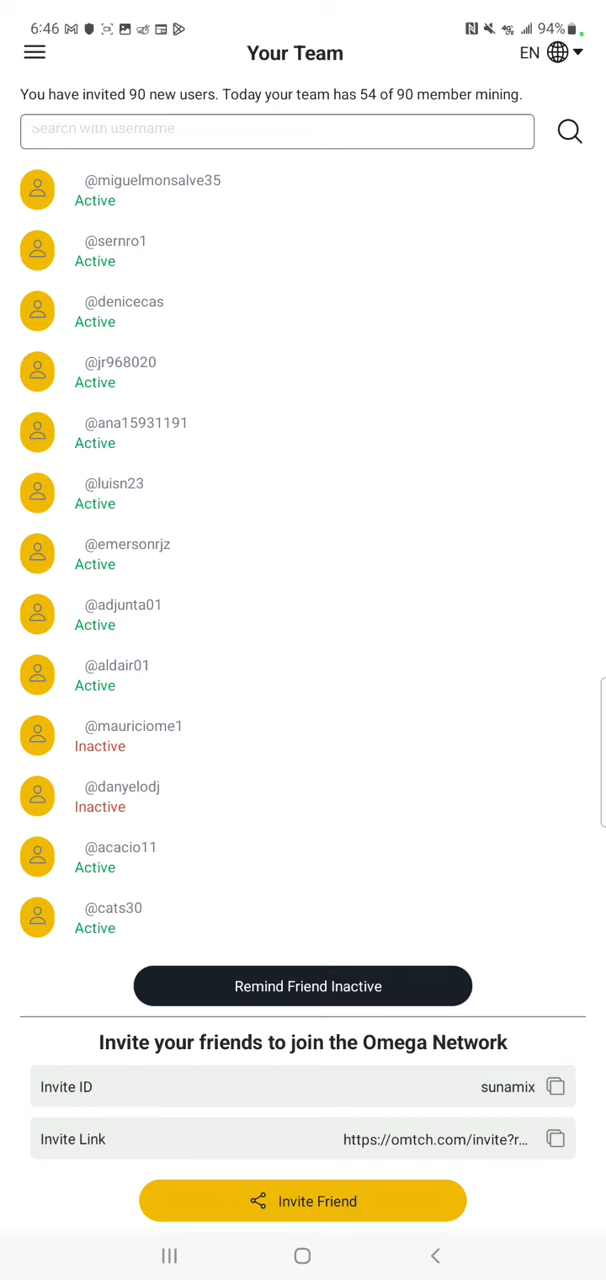 6:46 94%
Your Team
EN
You have invited 90 new users. Today your team has 54 of 90 member mining.
Search with username
@miguelmonsalve35
Active
@sernro1
Active
@denicecas
Active
@jr968020
Active
@ana15931191
Active
@luisn23
Active
@emersonrjz
Active
@adjunta01
Active
@aldair01
Active
@mauriciome1
Inactive
@danyelodj
Inactive
@acacio11
Active
@cats30
Active
Remind Friend Inactive
Invite your friends to join the Omega Network
Invite ID sunamix
Invite Link https://omtch.com/invite?r...
Invite Friend